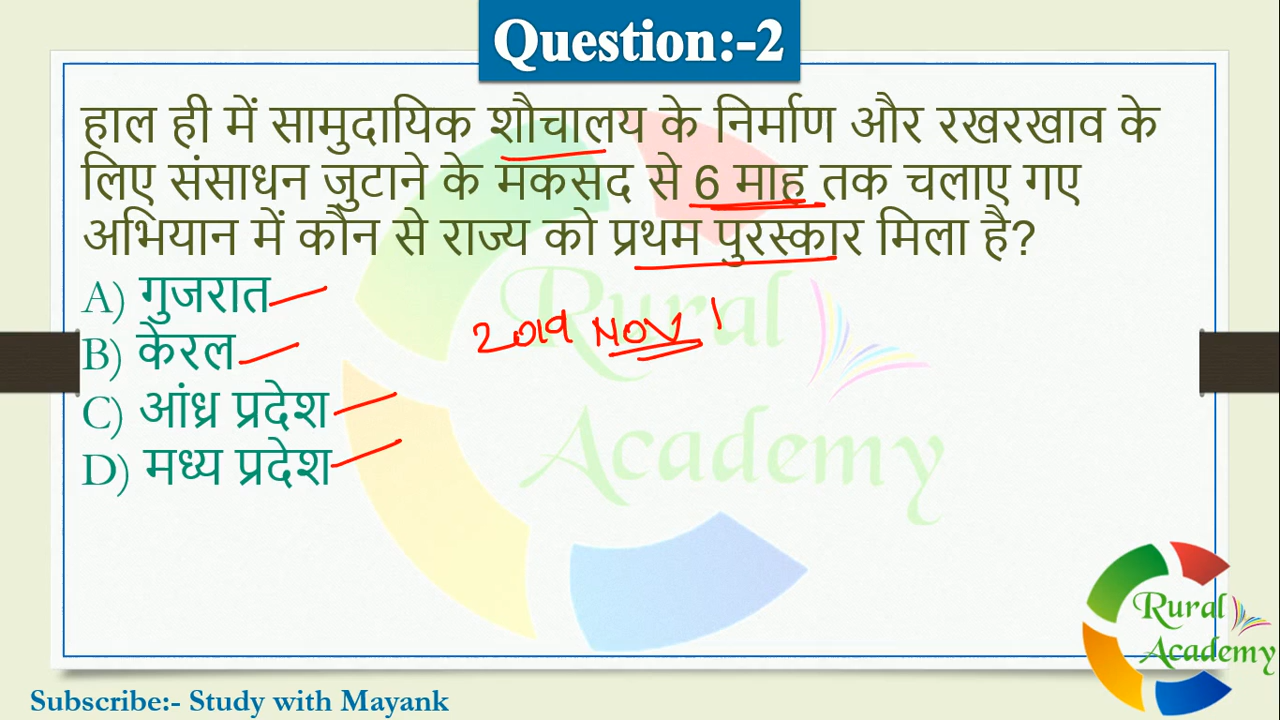 Question:-2
हाल ही में सामुदायिक शौचालय के निर्माण और रखरखाव के
लिए संसाधन जुटाने के मकसद से 6 माह तक चलाए गए
अभियान में कौन से राज्य को प्रथम पुरस्कार मिला है?
A) गुजरात
B) केरल
C) आंध्र प्रदेश
D) मध्य प्रदेश
2019 NOV 1
Rural
Academy
Rural
Academy
Subscribe:- Study with Mayank